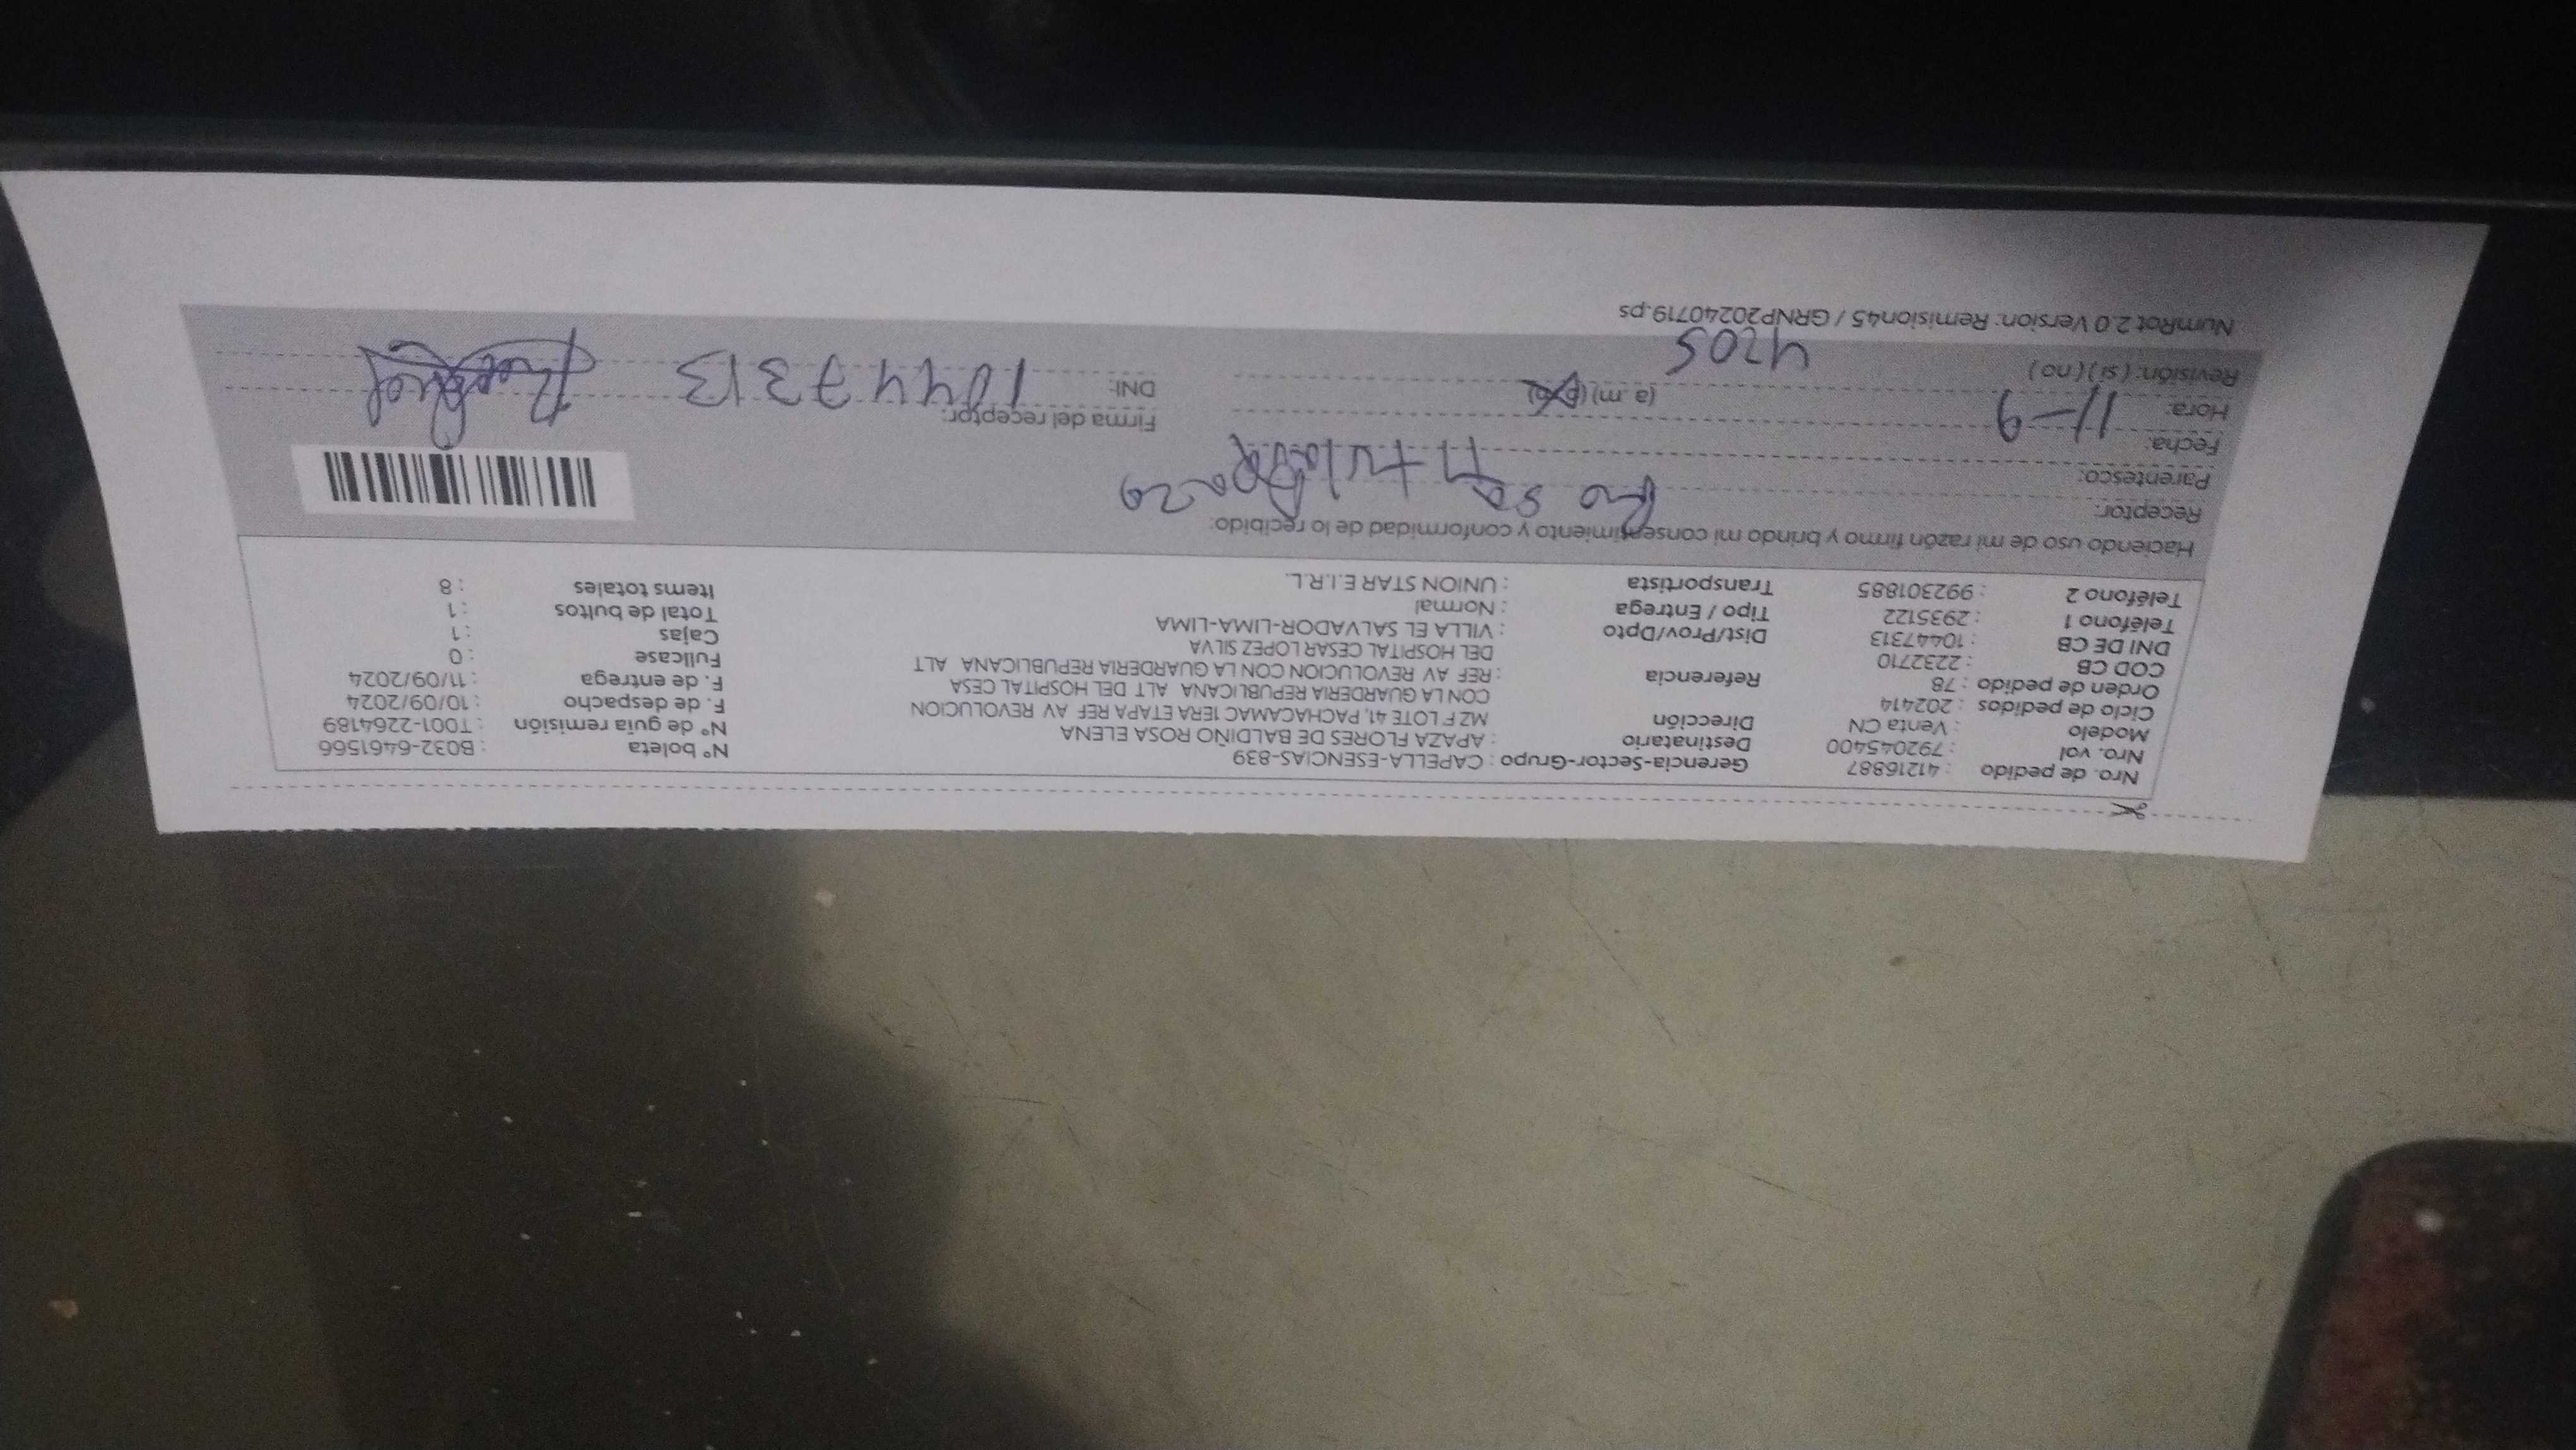 Nro. de pedido : 41216887 Gerencia-Sector-Grupo : CAPELLA-ESENCIAS-839 N° boleta : B032-6461566
Nro. vol : 792045400 Destinatario : APAZA FLORES DE BALDIÑO ROSA ELENA N° de guía remisión : T001-2264189
Modelo : Venta CN Dirección MZ F LOTE 41, PACHACAMAC 1ERA ETAPA REF AV REVOLUCION F. de despacho : 10/09/2024
Ciclo de pedidos : 202414 CON LA GUARDERIA REPUBLICANA ALT DEL HOSPITAL CESA F. de entrega : 11/09/2024
Orden de pedido : 78 Referencia : REF AV REVOLUCION CON LA GUARDERIA REPUBLICANA ALT Fullcase : 0
COD CB : 2232710 DEL HOSPITAL CESAR LOPEZ SILVA Cajas : 1
DNI DE CB : 10447313 Dist/Prov/Dpto : VILLA EL SALVADOR-LIMA-LIMA Total de bultos : 1
Teléfono 1 : 2935122 Tipo / Entrega : Normal Items totales : 8
Teléfono 2 : 992301885 Transportista : UNION STAR E.I.R.L.
Haciendo uso de mi razón firmo y brindo mi consentimiento y conformidad de lo recibido:
Receptor:
Parentesco:
Fecha: 11-9 Firma del receptor:
Hora: (a. m) DNI: 10447313
Revisión: (si) (no) 4205
NumRot 2.0 Version: Remision45 / GRNP20240719.ps